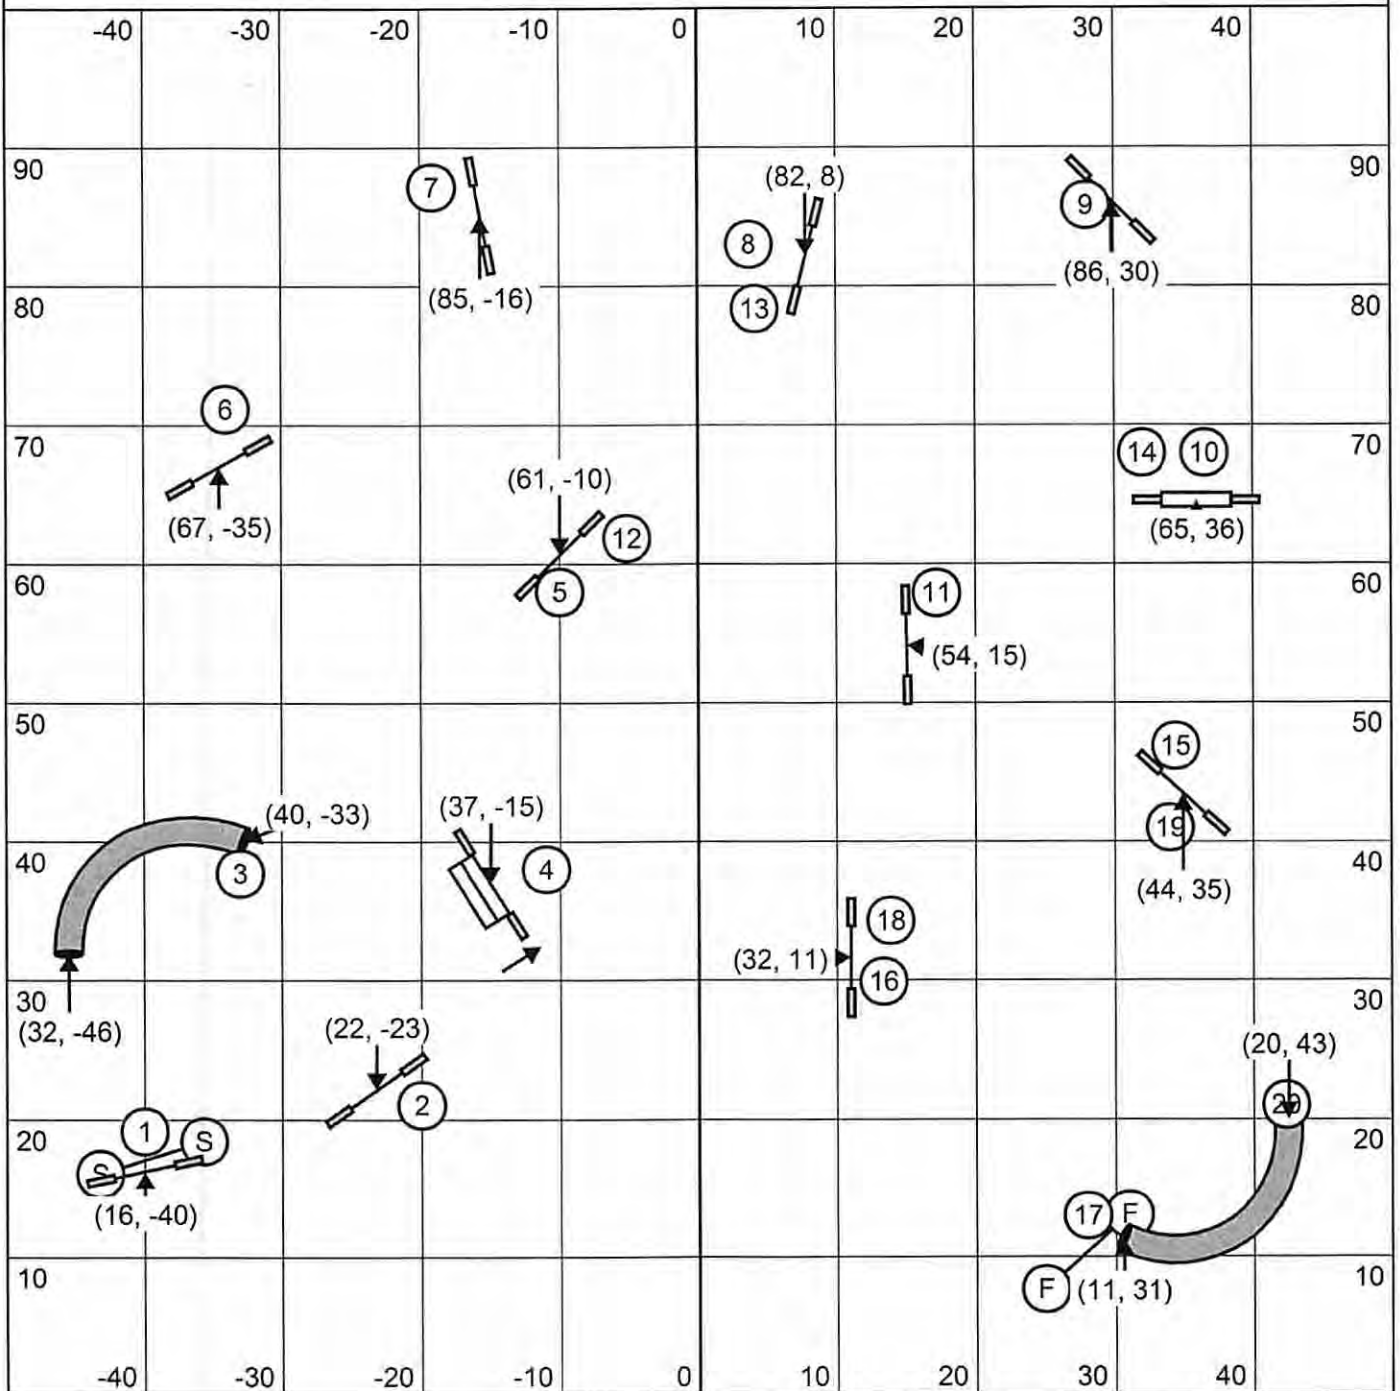 -40 -30 -20 -10 0 10 20 30 40
90 90
7 (82, 8) 9
8
(86, 30)
80 (85, -16) 13 80
6
70 70
14 10
(61, -10)
(67, -35) 12 (65, 36)
60 5 11 60
(54, 15)
50 50
15
(40, -33) (37, -15)
19
40 3 4 40
(44, 35)
18
(32, 11) 16
30 30
(32, -46) (22, -23) (20, 43)
2 20
20 1 S 20
S
(16, -40) 17 F
10 F (11, 31) 10
-40 -30 -20 -10 0 10 20 30 40